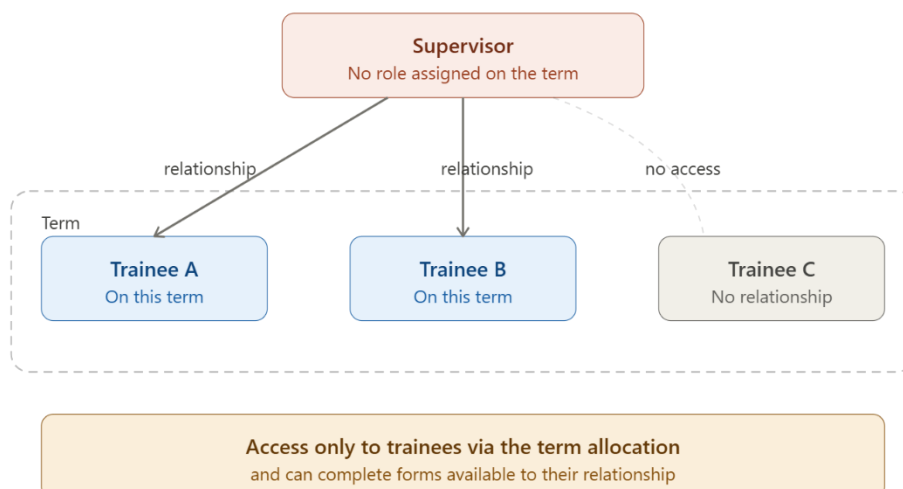 Supervisor
No role assigned on the term
relationship
relationship
no access
Term
Trainee A
On this term
Trainee B
On this term
Trainee C
No relationship
Access only to trainees via the term allocation
and can complete forms available to their relationship